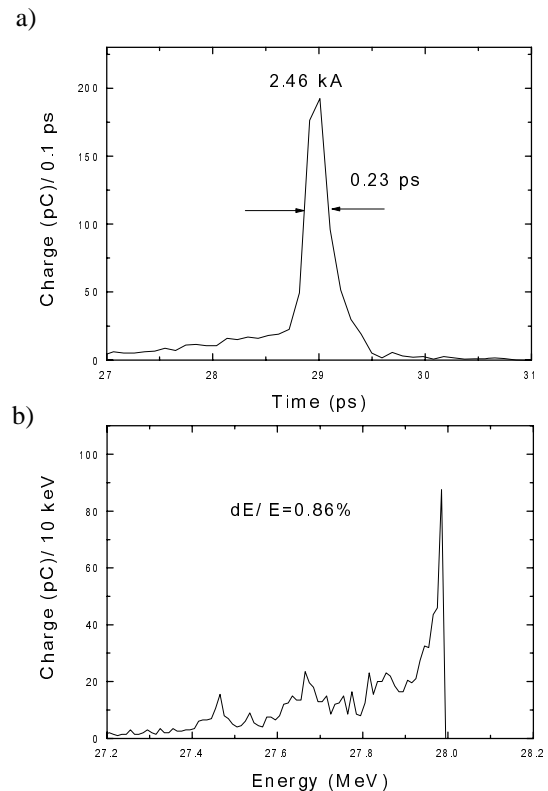 a)
2.46 kA
0.23 ps
Charge (pC)/ 0.1 ps
200
150
100
50
0
27 28 29 30 31
Time (ps)
b)
dE/ E=0.86%
Charge (pC)/ 10 keV
100
80
60
40
20
0
27.2 27.4 27.6 27.8 28.0 28.2
Energy (MeV)